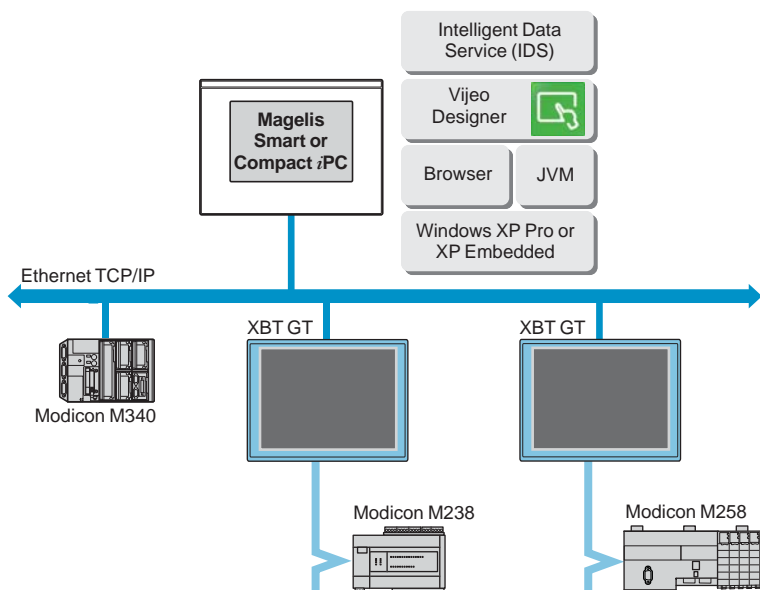 Intelligent Data
Service (IDS)
Vijeo
Designer
Magelis
Smart or
Compact iPC
Browser
JVM
Windows XP Pro or
XP Embedded
Ethernet TCP/IP
XBT GT
XBT GT
Modicon M340
Modicon M238
Modicon M258